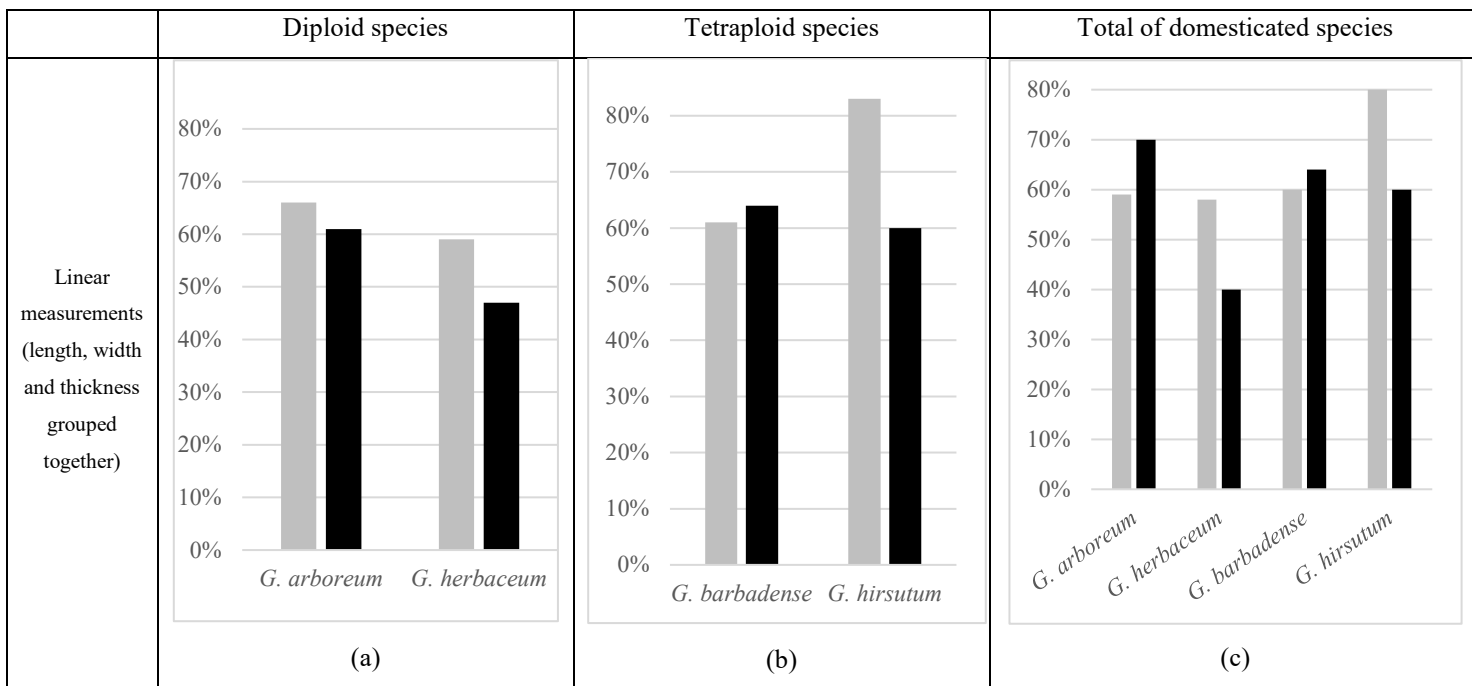 Diploid species
Tetraploid species
Total of domesticated species
Linear
measurements
(length, width
and thickness
grouped
together)
80%
70%
60%
50%
40%
30%
20%
10%
0%
G. arboreum G. herbaceum
(a)
80%
70%
60%
50%
40%
30%
20%
10%
0%
G. barbadense G. hirsutum
(b)
80%
70%
60%
50%
40%
30%
20%
10%
0%
G. arboreum
G. herbaceum
G. barbadense
G. hirsutum
(c)